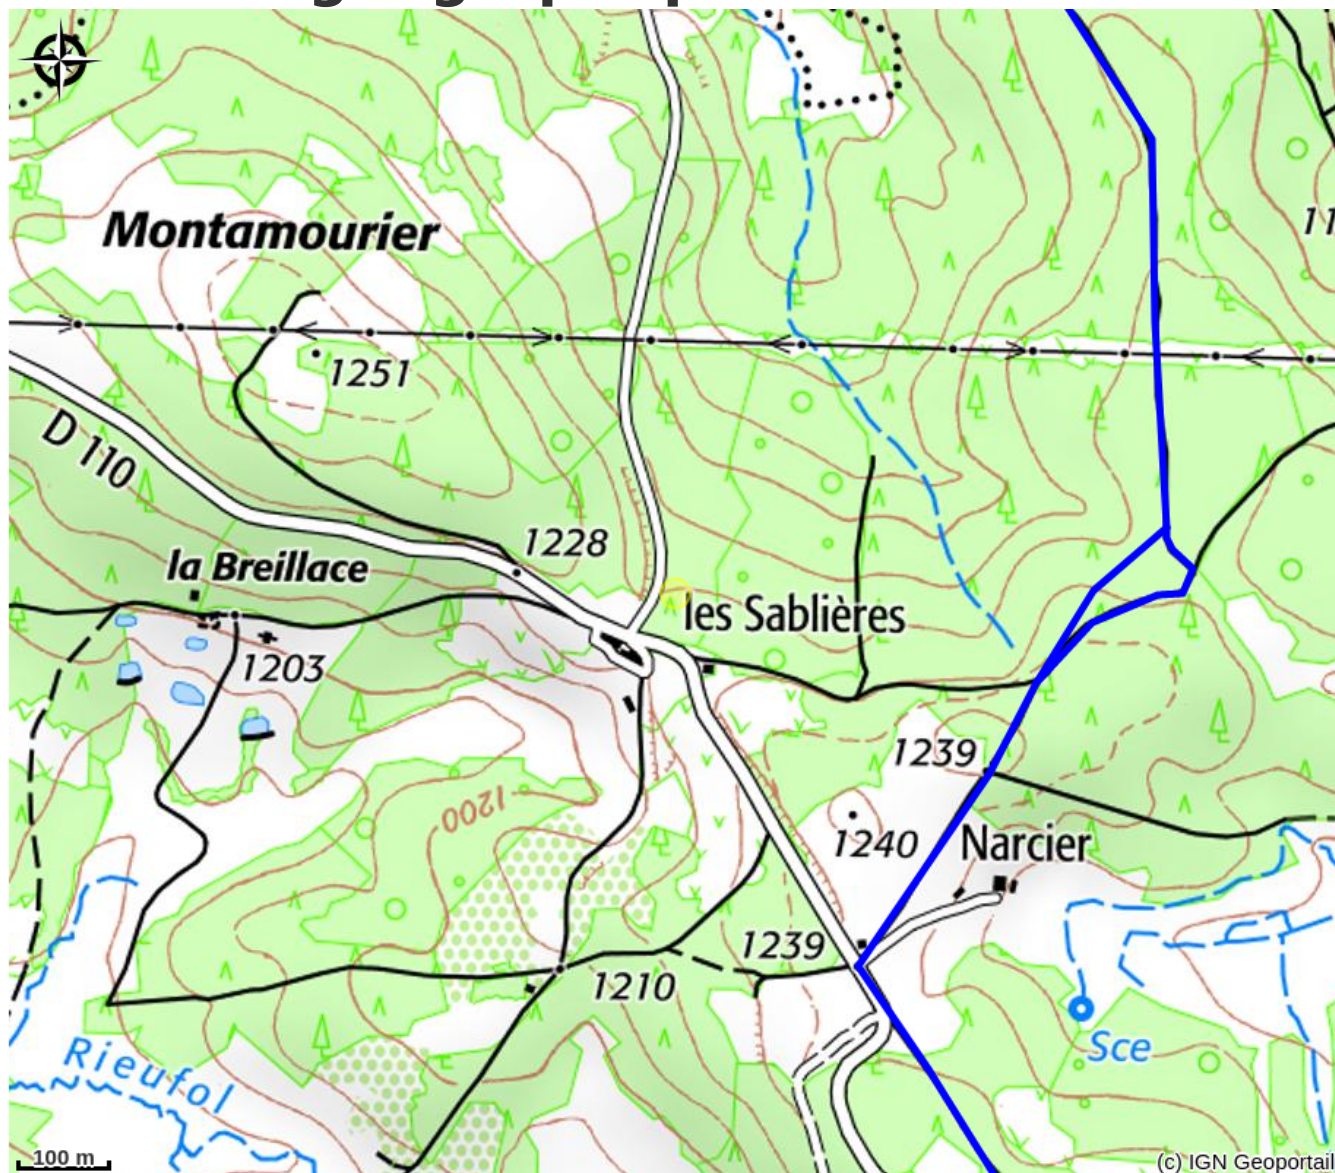 11
Montamourier
1251
D 110
1228
la Breillace
les Sablières
1203
1239
1200
1240
Narcier
1239
1210
Sce
Rieufol
100 m
(c) IGN Geoportail